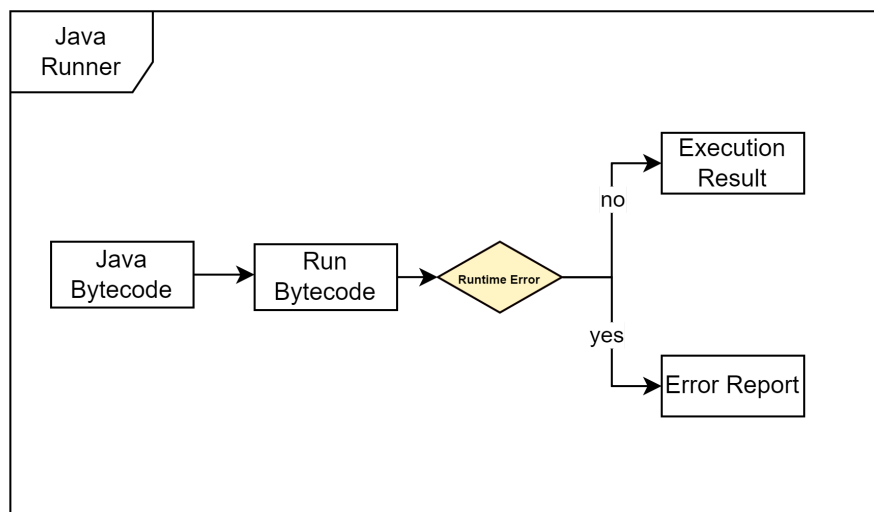 Java
Runner
Execution
Result
no
Java
Bytecode
Run
Bytecode
Runtime Error
yes
Error Report